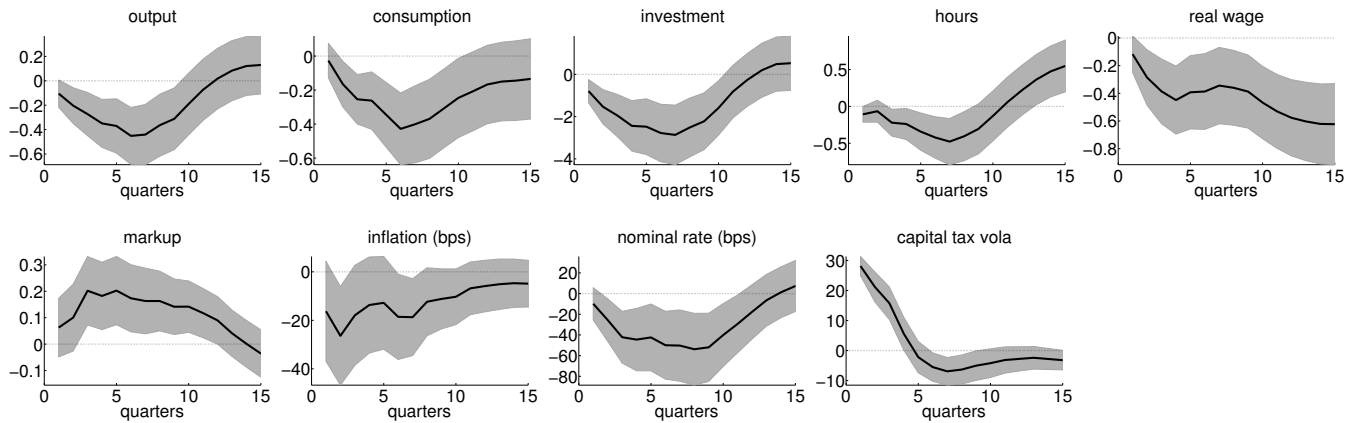 output
0.2
0
−0.2
−0.4
−0.6
0 5 10 15
quarters
consumption
0
−0.2
−0.4
−0.6
0 5 10 15
quarters
investment
0
−2
−4
0 5 10 15
quarters
hours
0.5
0
−0.5
0 5 10 15
quarters
real wage
0
−0.2
−0.4
−0.6
−0.8
0 5 10 15
quarters
markup
0.3
0.2
0.1
0
−0.1
0 5 10 15
quarters
inflation (bps)
0
−20
−40
0 5 10 15
quarters
nominal rate (bps)
20
0
−20
−40
−60
−80
0 5 10 15
quarters
capital tax vola
30
20
10
0
−10
0 5 10 15
quarters